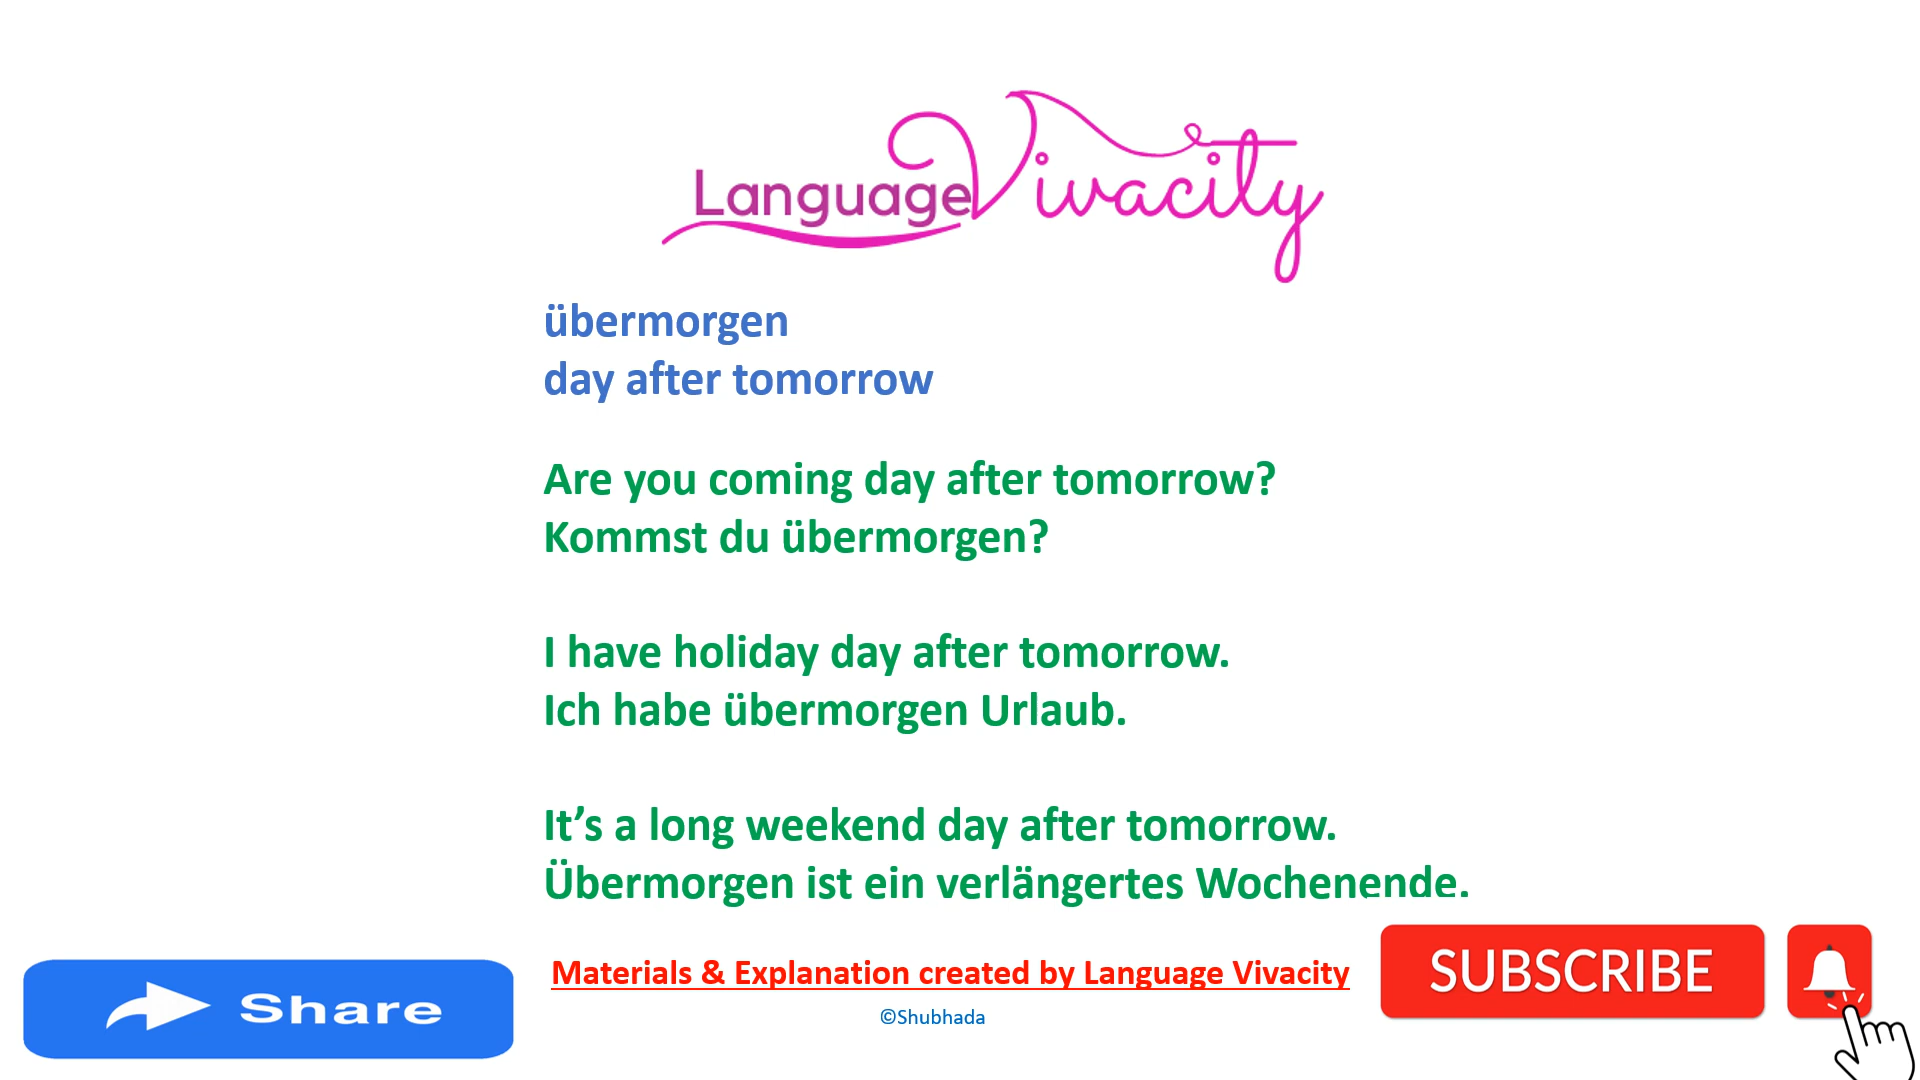 Language Vivacity
übermorgen
day after tomorrow
Are you coming day after tomorrow?
Kommst du übermorgen?
I have holiday day after tomorrow.
Ich habe übermorgen Urlaub.
It’s a long weekend day after tomorrow.
Übermorgen ist ein verlängertes Wochenende.
Materials & Explanation created by Language Vivacity
©Shubhada
Share
SUBSCRIBE